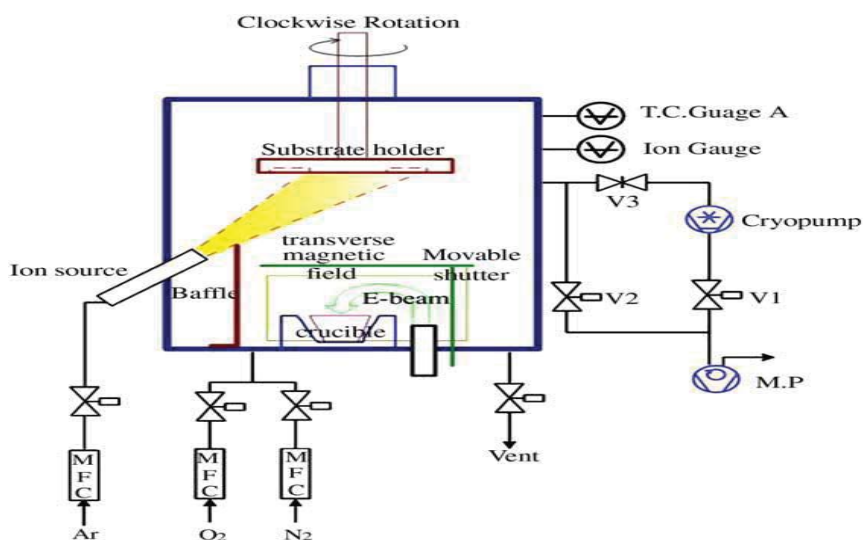 Clockwise Rotation
T.C.Guage A
Substrate holder
Ion Gauge
V3
Cryopump
Ion source
transverse
magnetic
field
Movable
shutter
Baffle
E-beam
V2
V1
crucible
M.P
Vent
MFC
MFC
MFC
Ar
O₂
N₂